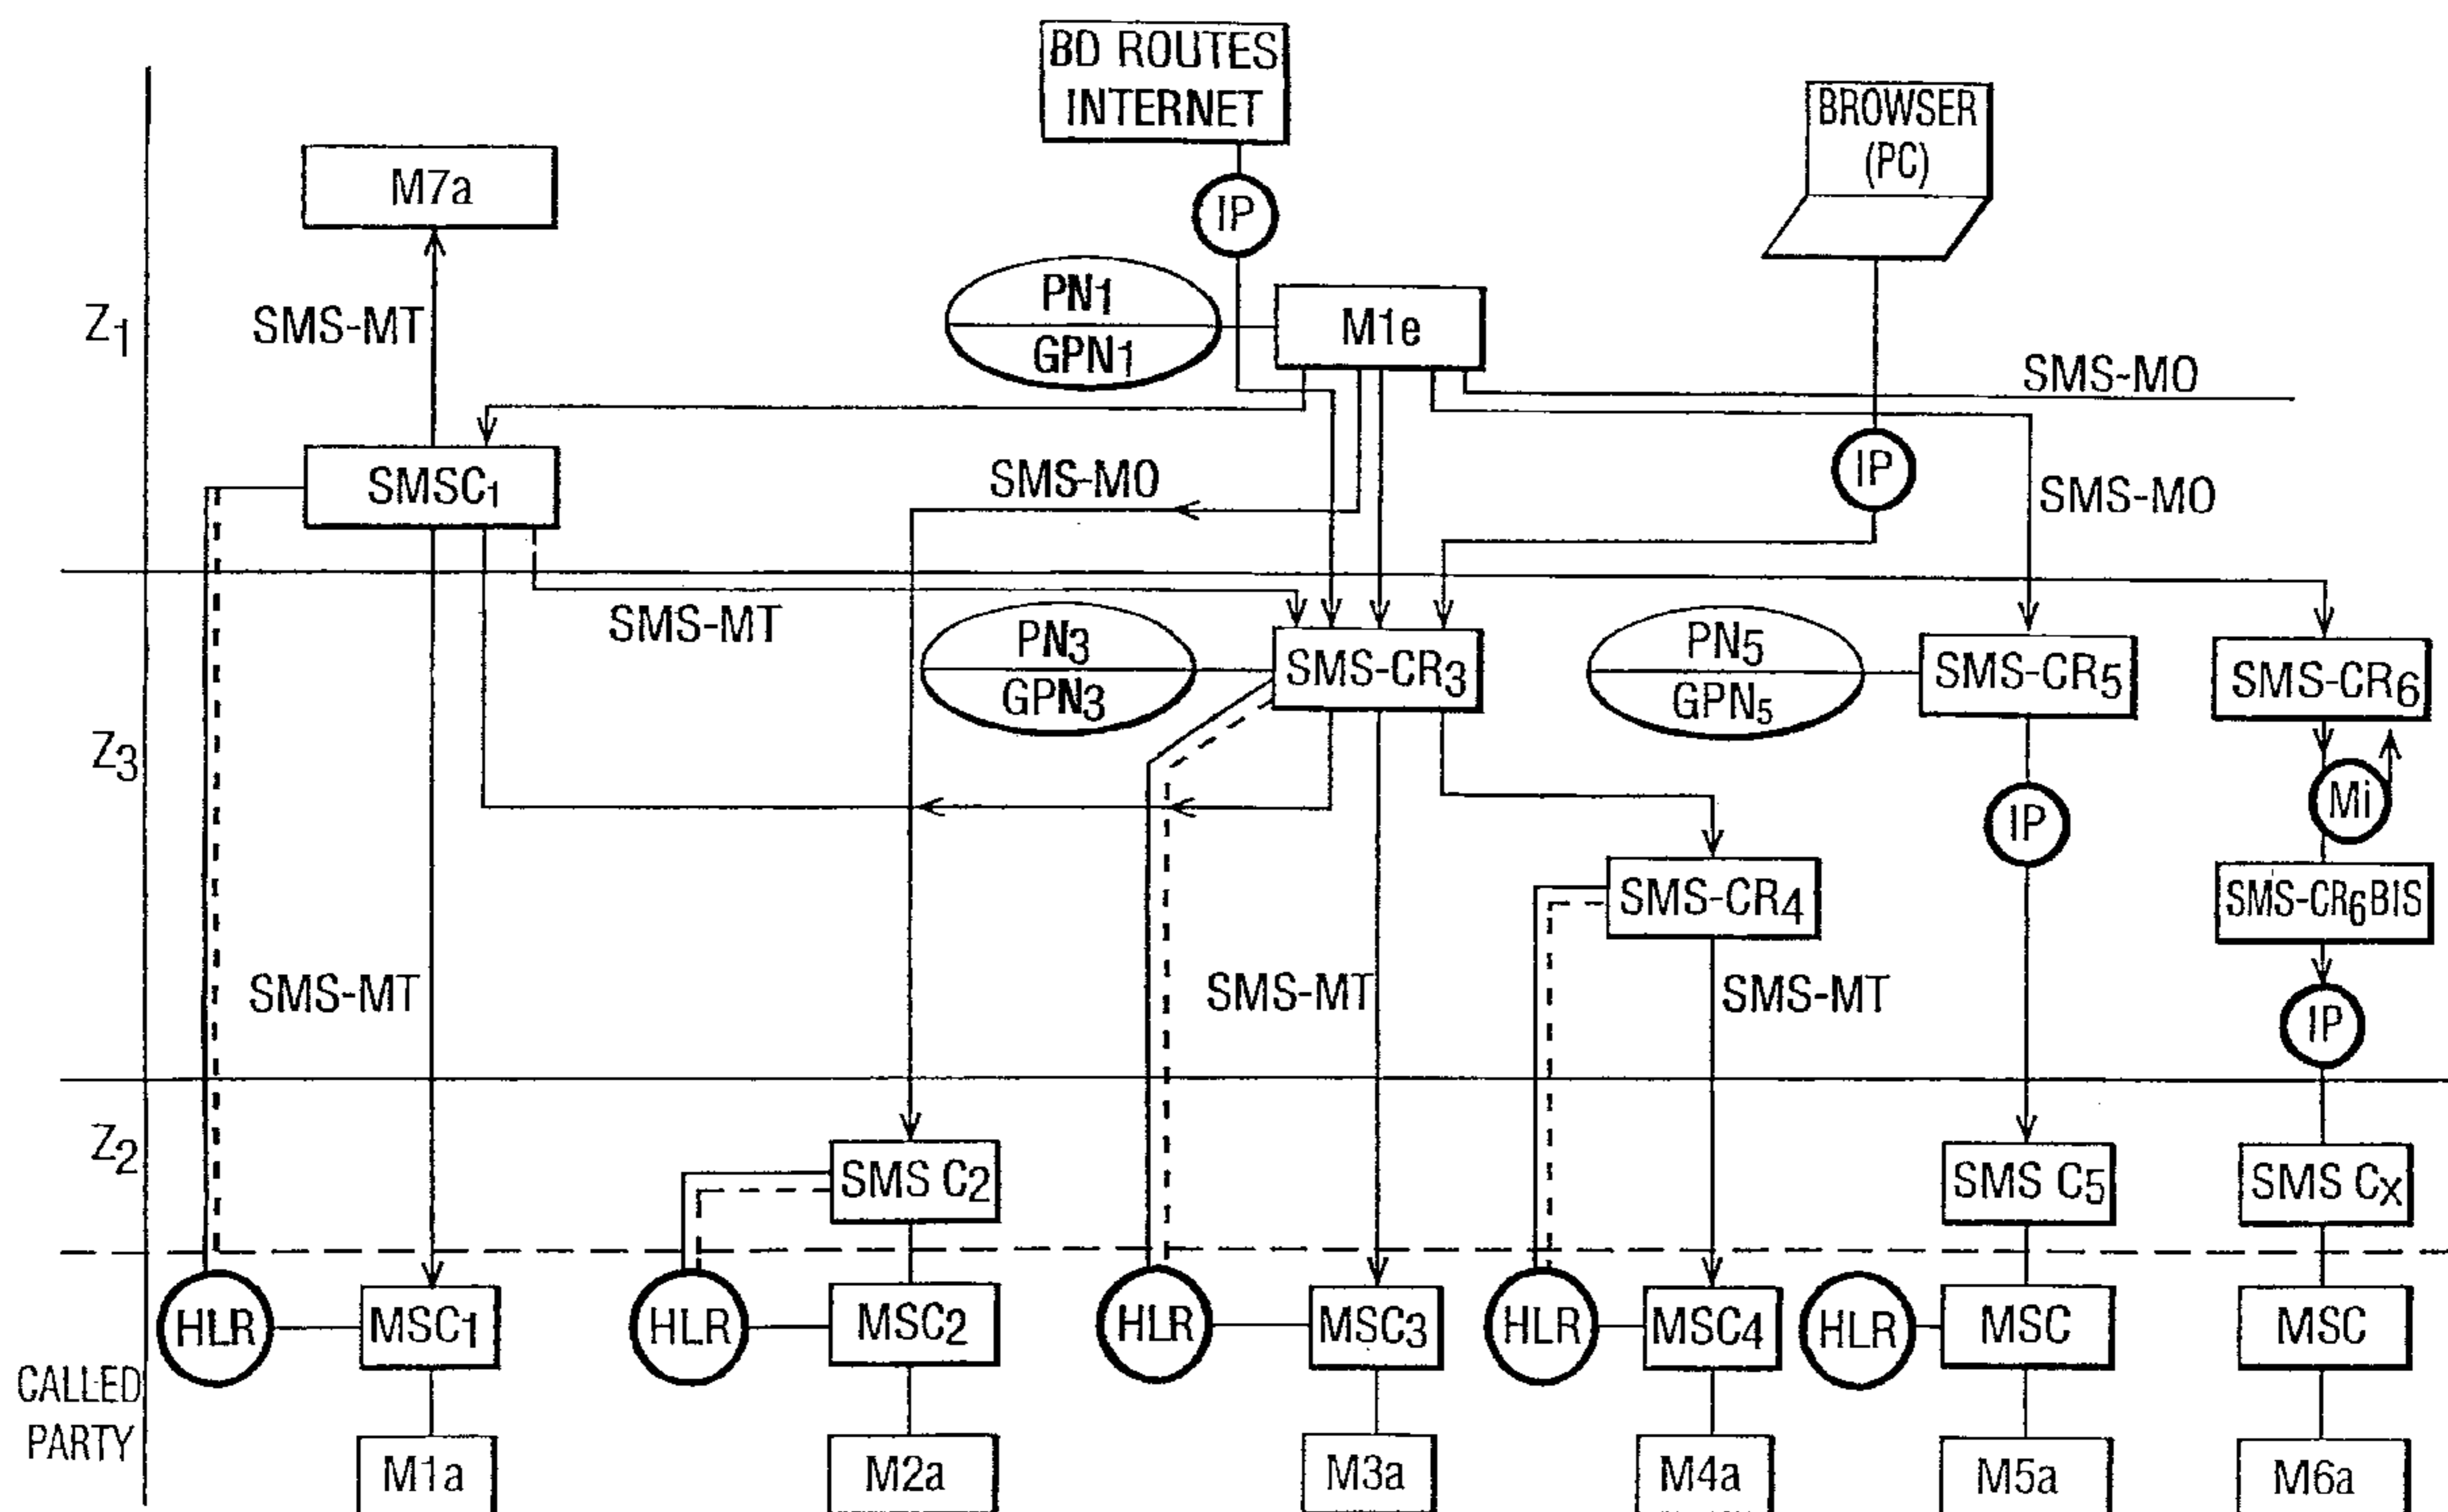 BD ROUTES
INTERNET
BROWSER
(PC)
M7a
IP
PN1
GPN1
M1e
Z1
SMS-MT
SMS-MO
SMSC1
SMS-MO
IP
SMS-MO
SMS-MT
PN3
GPN3
SMS-CR3
PN5
GPN5
SMS-CR5
SMS-CR6
Z3
IP
Mi
SMS-CR4
SMS-CR6BIS
SMS-MT
SMS-MT
SMS-MT
IP
Z2
SMS C2
SMS C5
SMS Cx
HLR
MSC1
HLR
MSC2
HLR
MSC3
HLR
MSC4
HLR
MSC
MSC
CALLED
PARTY
M1a
M2a
M3a
M4a
M5a
M6a